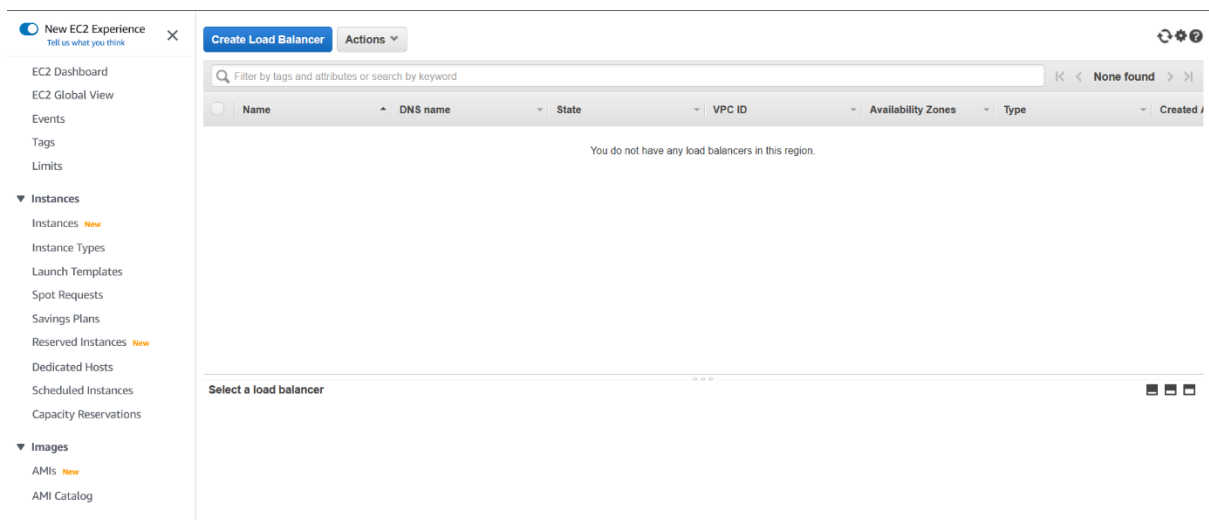 New EC2 Experience
Tell us what you think
EC2 Dashboard
EC2 Global View
Events
Tags
Limits
Instances
Instances New
Instance Types
Launch Templates
Spot Requests
Savings Plans
Reserved Instances New
Dedicated Hosts
Scheduled Instances
Capacity Reservations
Images
AMIs New
AMI Catalog
Create Load Balancer Actions
Filter by tags and attributes or search by keyword None found
Name DNS name State VPC ID Availability Zones Type Created A
You do not have any load balancers in this region.
Select a load balancer